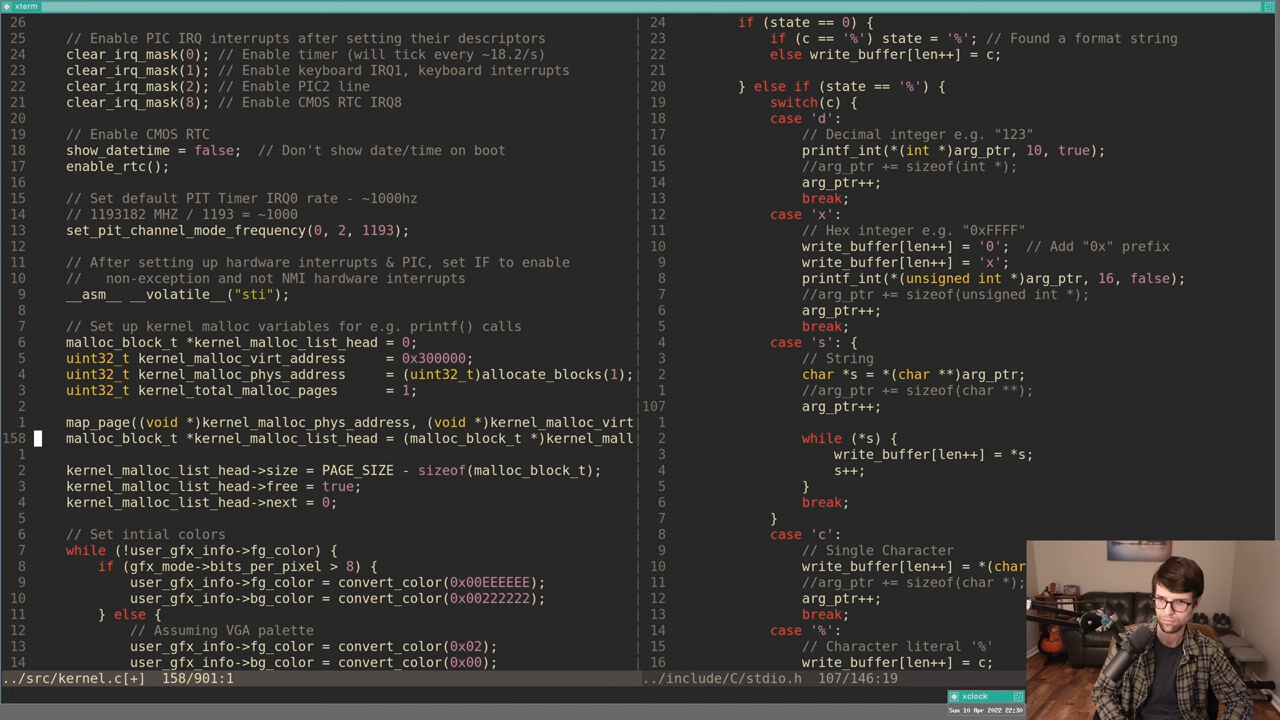 xterm
26
25 // Enable PIC IRQ interrupts after setting their descriptors
24 clear_irq_mask(0); // Enable timer (will tick every ~18.2/s)
23 clear_irq_mask(1); // Enable keyboard IRQ1, keyboard interrupts
22 clear_irq_mask(2); // Enable PIC2 line
21 clear_irq_mask(8); // Enable CMOS RTC IRQ8
20
19 // Enable CMOS RTC
18 show_datetime = false;  // Don't show date/time on boot
17 enable_rtc();
16
15 // Set default PIT Timer IRQ0 rate - ~1000hz
14 // 1193182 MHZ / 1193 = ~1000
13 set_pit_channel_mode_frequency(0, 2, 1193);
12
11 // After setting up hardware interrupts & PIC, set IF to enable
10 //   non-exception and not NMI hardware interrupts
9 __asm__ __volatile__("sti");
8
7 // Set up kernel malloc variables for e.g. printf() calls
6 malloc_block_t *kernel_malloc_list_head = 0;
5 uint32_t kernel_malloc_virt_address     = 0x300000;
4 uint32_t kernel_malloc_phys_address     = (uint32_t)allocate_blocks(1);
3 uint32_t kernel_total_malloc_pages      = 1;
2
1 map_page((void *)kernel_malloc_phys_address, (void *)kernel_malloc_virt
158 malloc_block_t *kernel_malloc_list_head = (malloc_block_t *)kernel_mall
1
2 kernel_malloc_list_head->size = PAGE_SIZE - sizeof(malloc_block_t);
3 kernel_malloc_list_head->free = true;
4 kernel_malloc_list_head->next = 0;
5
6 // Set intial colors
7 while (!user_gfx_info->fg_color) {
8     if (gfx_mode->bits_per_pixel > 8) {
9         user_gfx_info->fg_color = convert_color(0x00EEEEEE);
10         user_gfx_info->bg_color = convert_color(0x00222222);
11     } else {
12         // Assuming VGA palette
13         user_gfx_info->fg_color = convert_color(0x02);
14         user_gfx_info->bg_color = convert_color(0x00);
../src/kernel.c[+]  158/901:1
24 if (state == 0) {
23     if (c == '%') state = '%'; // Found a format string
22     else write_buffer[len++] = c;
21
20 } else if (state == '%') {
19     switch(c) {
18     case 'd':
17         // Decimal integer e.g. "123"
16         printf_int(*(int *)arg_ptr, 10, true);
15         //arg_ptr += sizeof(int *);
14         arg_ptr++;
13         break;
12     case 'x':
11         // Hex integer e.g. "0xFFFF"
10         write_buffer[len++] = '0';  // Add "0x" prefix
9         write_buffer[len++] = 'x';
8         printf_int(*(unsigned int *)arg_ptr, 16, false);
7         //arg_ptr += sizeof(unsigned int *);
6         arg_ptr++;
5         break;
4     case 's': {
3         // String
2         char *s = *(char **)arg_ptr;
1         //arg_ptr += sizeof(char **);
107         arg_ptr++;
1
2         while (*s) {
3             write_buffer[len++] = *s;
4             s++;
5         }
6         break;
7     }
8     case 'c':
9         // Single Character
10         write_buffer[len++] = *(char
11         //arg_ptr += sizeof(char *);
12         arg_ptr++;
13         break;
14     case '%':
15         // Character literal '%'
16         write_buffer[len++] = c;
../include/C/stdio.h  107/146:19
xclock
Sun 10 Apr 2022 22:30